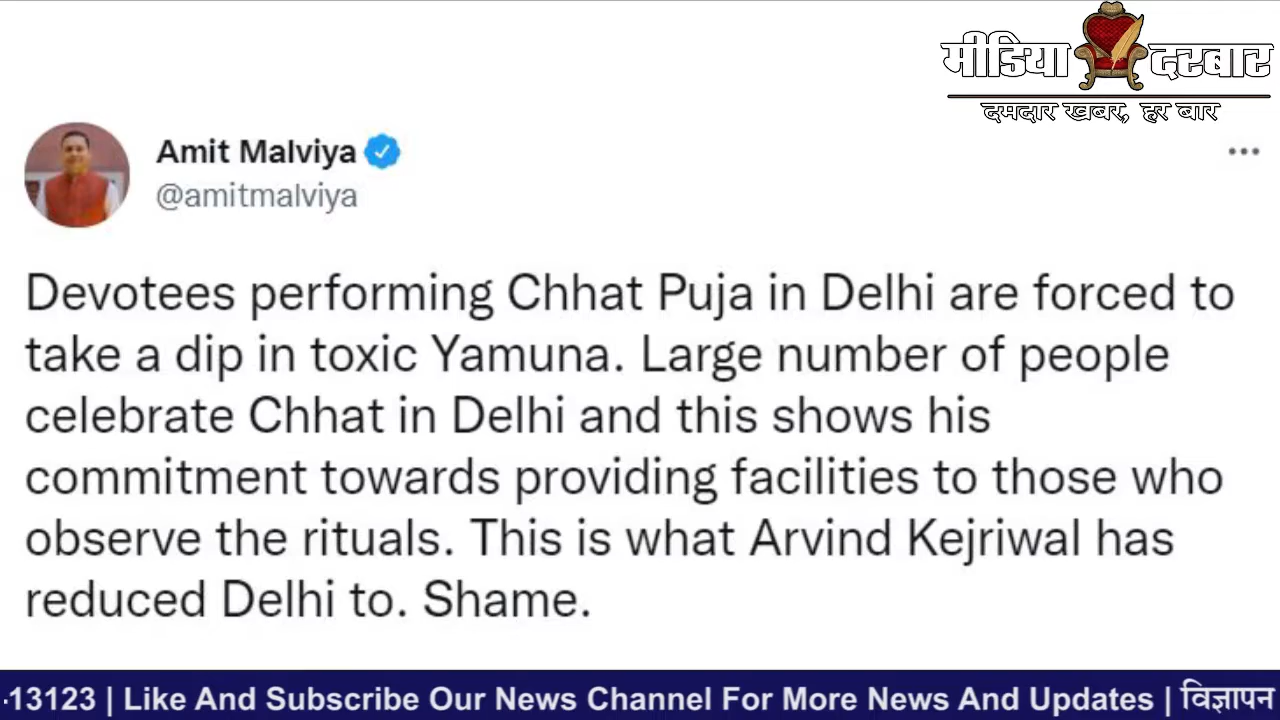 मीडिया दरबार
दमदार खबर, हर बार
Amit Malviya
@amitmalviya
Devotees performing Chhat Puja in Delhi are forced to
take a dip in toxic Yamuna. Large number of people
celebrate Chhat in Delhi and this shows his
commitment towards providing facilities to those who
observe the rituals. This is what Arvind Kejriwal has
reduced Delhi to. Shame.
-13123 | Like And Subscribe Our News Channel For More News And Updates | विज्ञापन